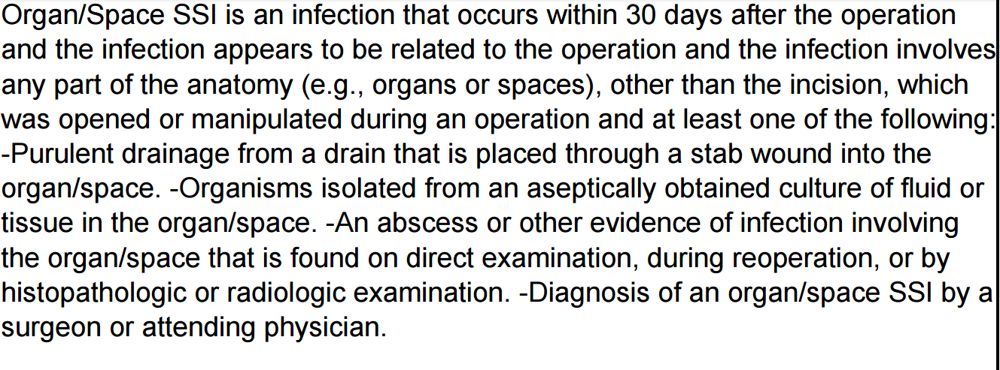 Organ/Space SSI is an infection that occurs within 30 days after the operation
and the infection appears to be related to the operation and the infection involves
any part of the anatomy (e.g., organs or spaces), other than the incision, which
was opened or manipulated during an operation and at least one of the following:
-Purulent drainage from a drain that is placed through a stab wound into the
organ/space. -Organisms isolated from an aseptically obtained culture of fluid or
tissue in the organ/space. -An abscess or other evidence of infection involving
the organ/space that is found on direct examination, during reoperation, or by
histopathologic or radiologic examination. -Diagnosis of an organ/space SSI by a
surgeon or attending physician.